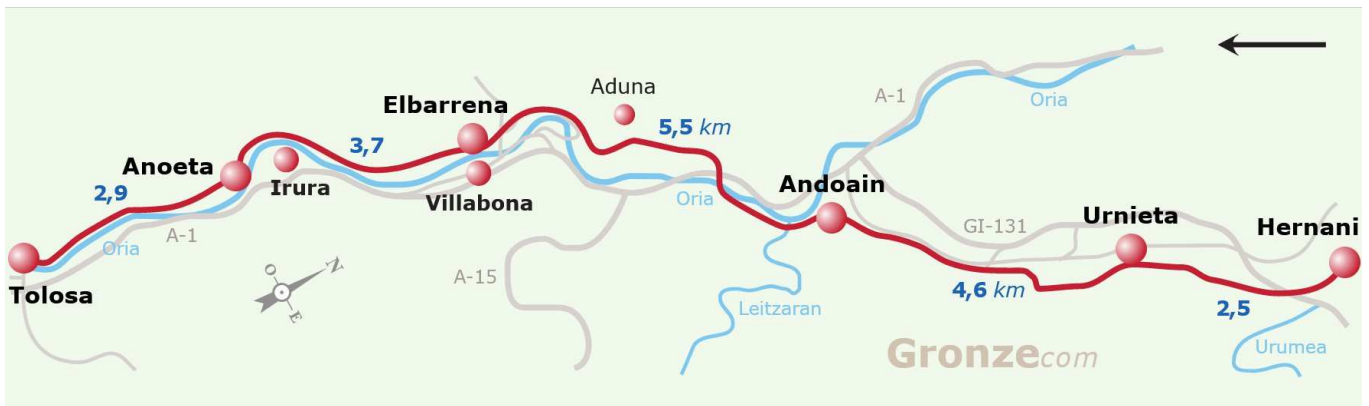 Aduna
Elbarrena
5,5 km
A-1
Oria
3,7
Anoeta
Irura
Villabona
2,9
Oria
A-1
Tolosa
Andoain
Oria
GI-131
Urnieta
Hernani
A-15
N
O
E
Leitzaran
4,6 km
2,5
Urumea
Gronze com